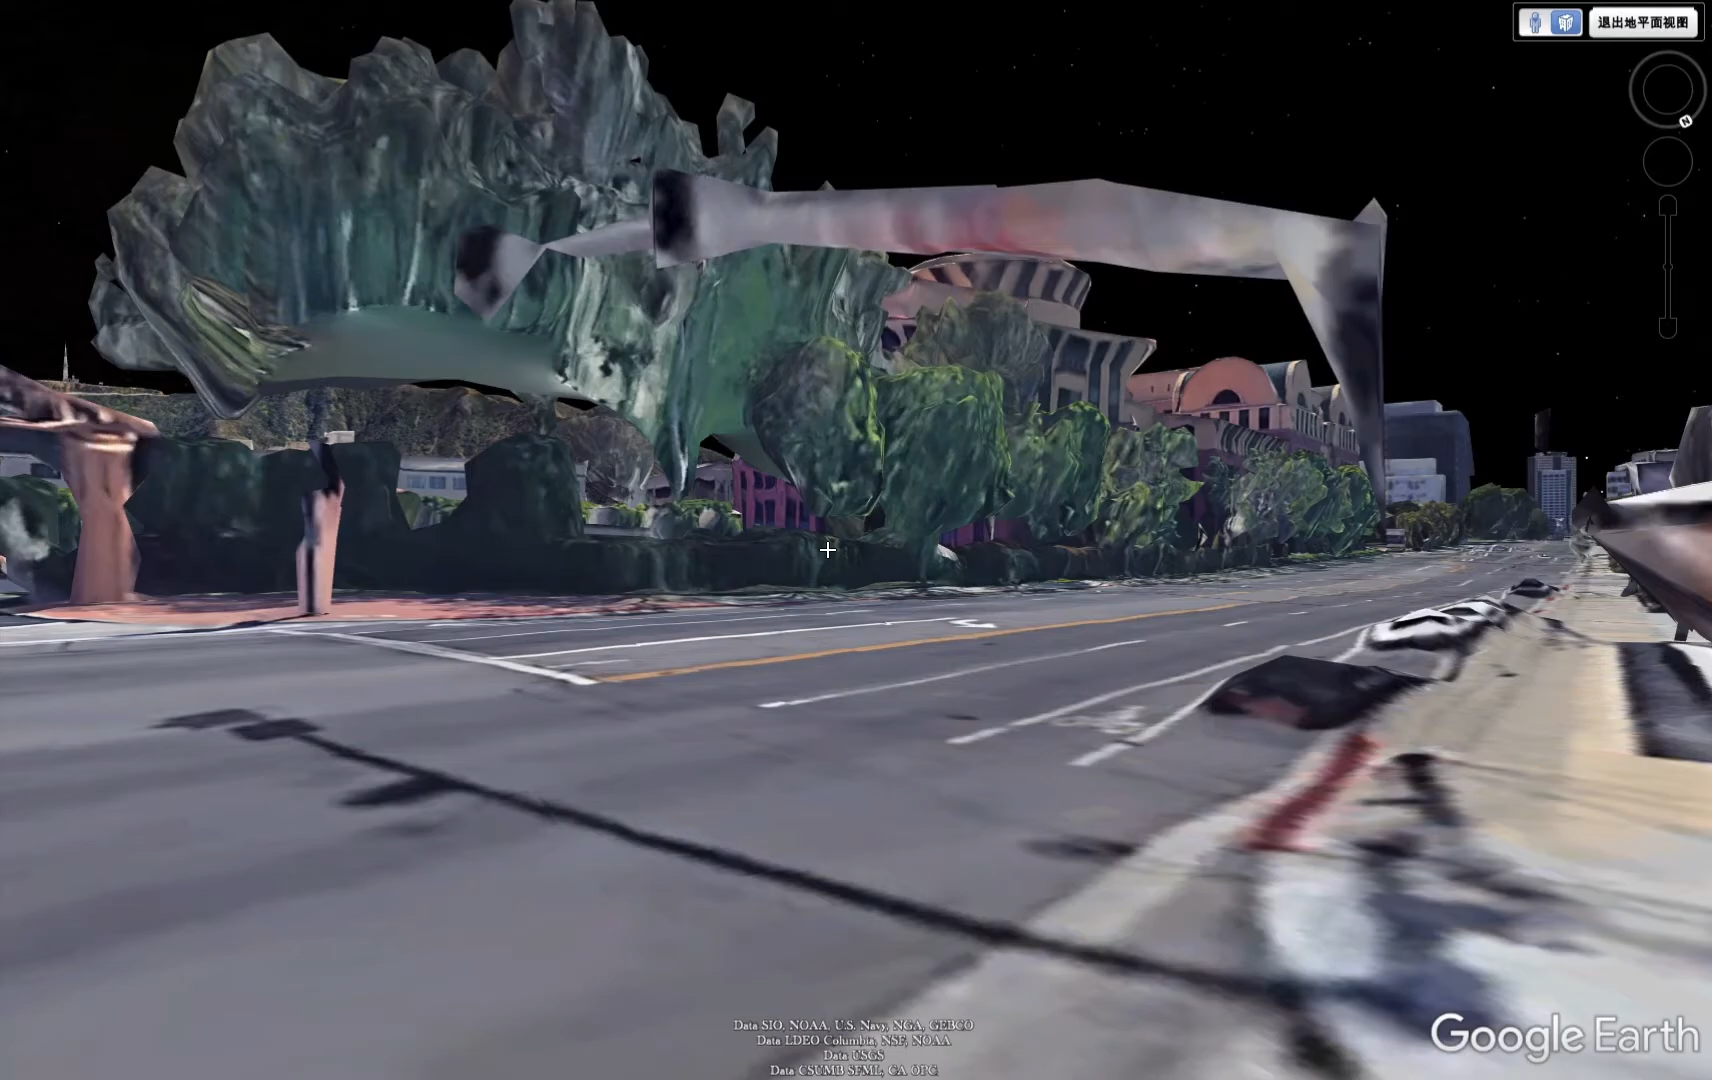 退出地平面视图
N
Data SIO, NOAA, U.S. Navy, NGA, GEBCO
Data LDEO Columbia, NSF, NOAA
Data USGS
Data CSUMB SFML, CA OPC
Google Earth